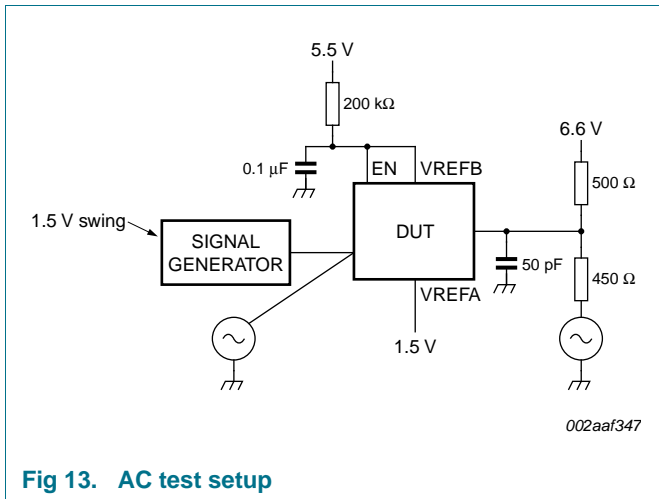 5.5 V
200 kΩ
6.6 V
0.1 μF
EN
VREFB
500 Ω
1.5 V swing
SIGNAL
GENERATOR
DUT
50 pF
450 Ω
VREFA
1.5 V
002aaf347
Fig 13. AC test setup